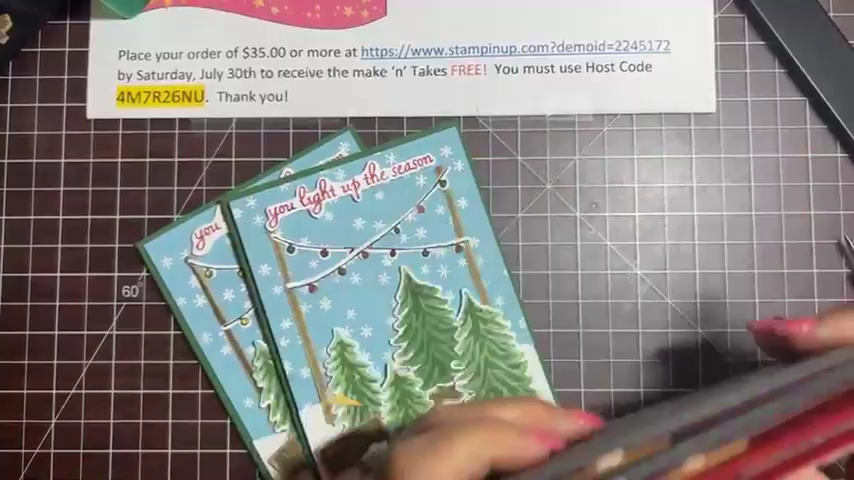 Place your order of $35.00 or more at https://www.stampinup.com?demoid=2245172
by Saturday, July 30th to receive the make 'n' Takes FREE! You must use Host Code
4M7R26NU. Thank you!
you light up the season
you
60